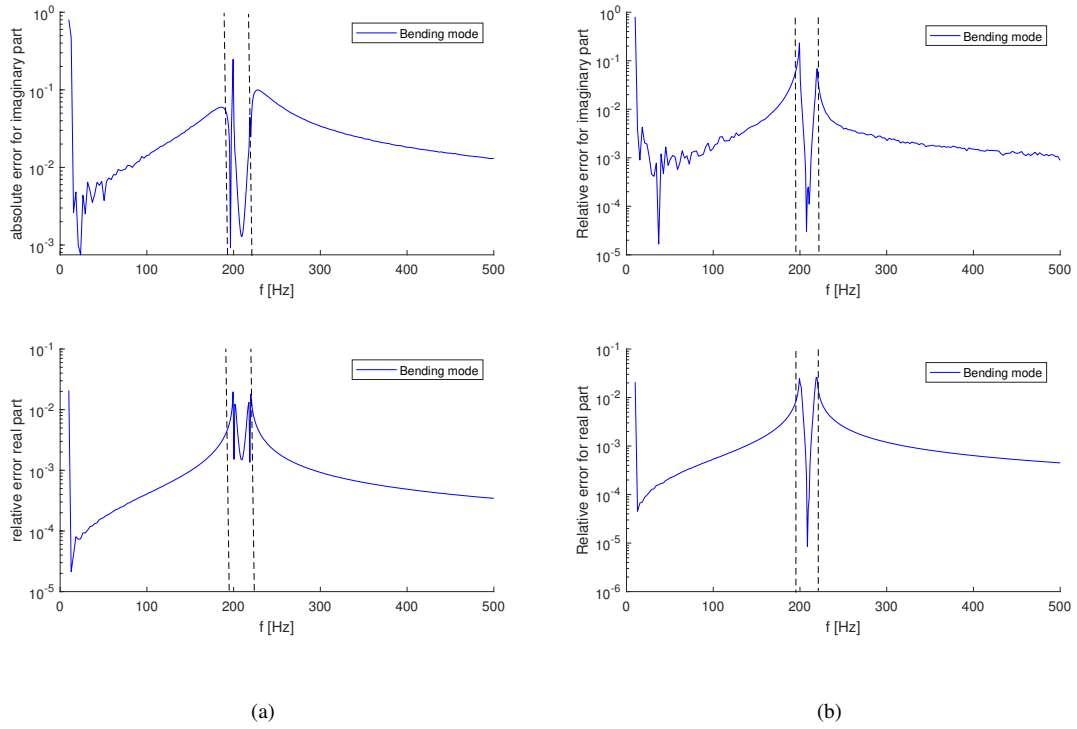 10^0
10^-1
10^-2
10^-3
0 100 200 300 400 500
f [Hz]
absolute error for imaginary part
Bending mode
10^0
10^-1
10^-2
10^-3
10^-4
10^-5
0 100 200 300 400 500
f [Hz]
Relative error for imaginary part
Bending mode
10^-1
10^-2
10^-3
10^-4
10^-5
0 100 200 300 400 500
f [Hz]
relative error real part
Bending mode
10^-1
10^-2
10^-3
10^-4
10^-5
10^-6
0 100 200 300 400 500
f [Hz]
Relative error for real part
Bending mode
(a)
(b)